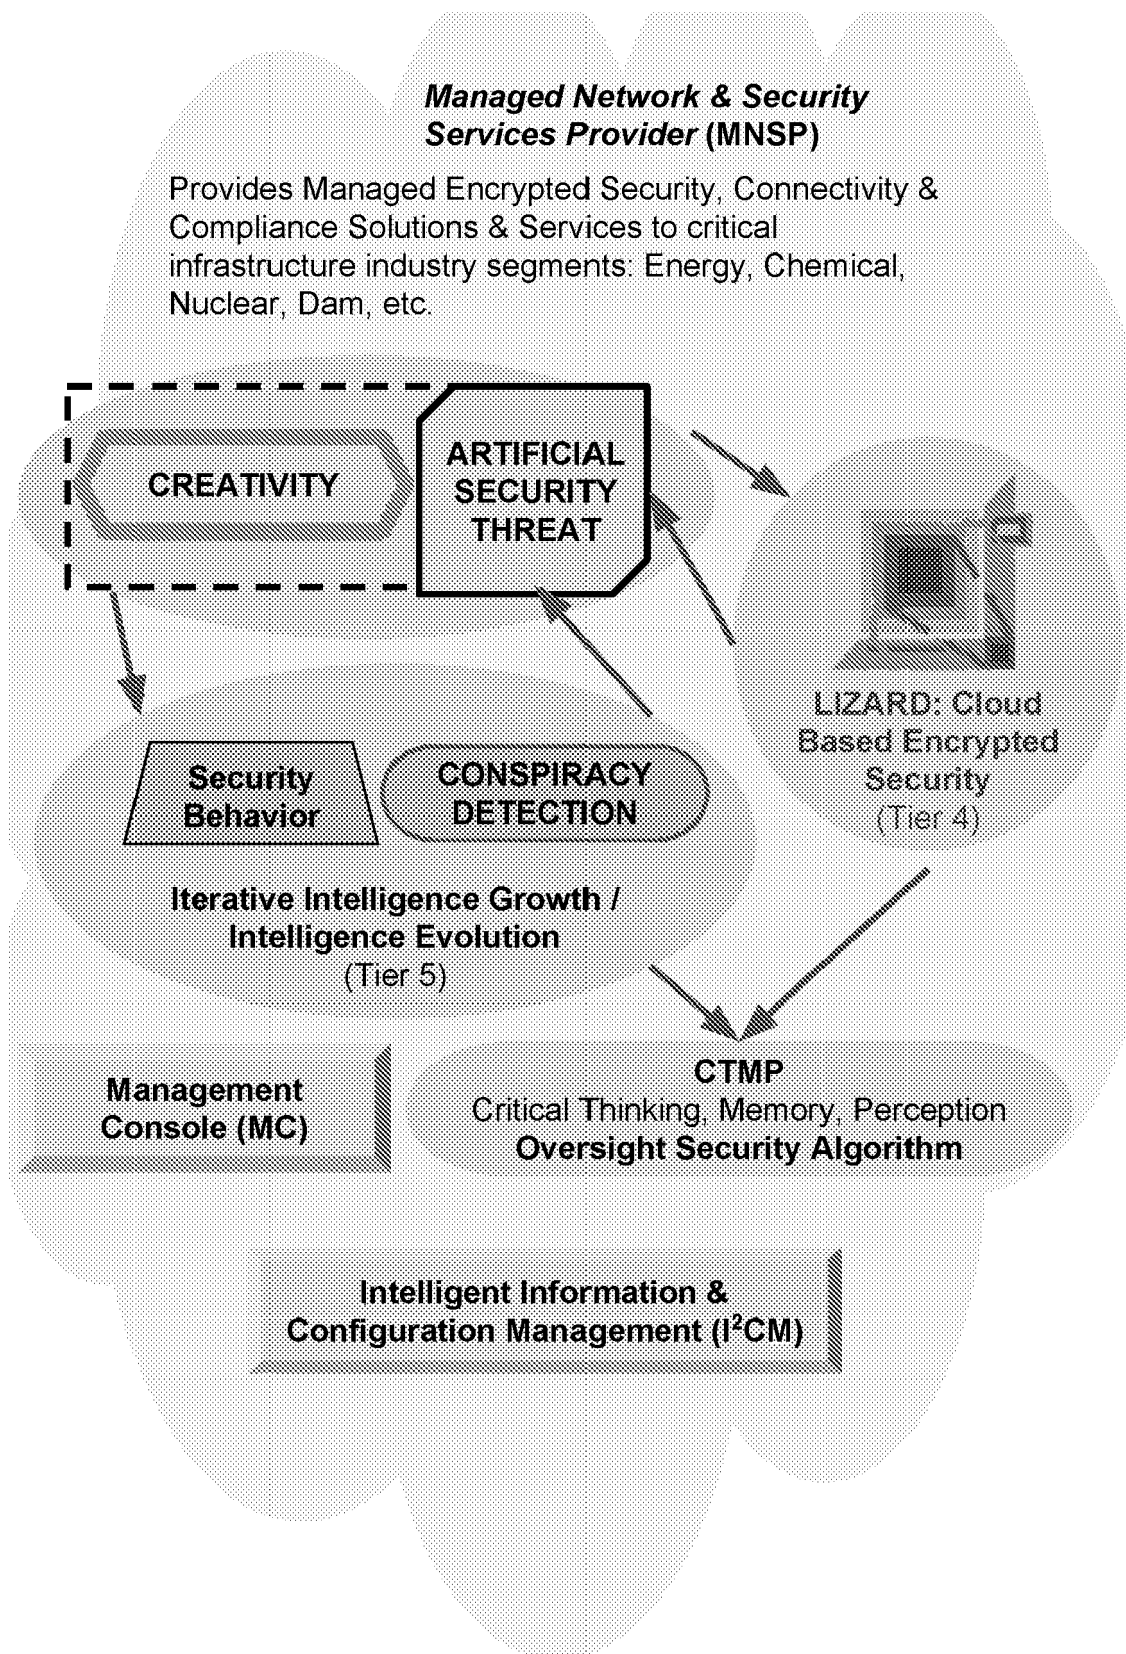 Managed Network & Security
Services Provider (MNSP)
Provides Managed Encrypted Security, Connectivity &
Compliance Solutions & Services to critical
infrastructure industry segments: Energy, Chemical,
Nuclear, Dam, etc.
CREATIVITY
ARTIFICIAL
SECURITY
THREAT
LIZARD: Cloud
Based Encrypted
Security
(Tier 4)
Security
Behavior
CONSPIRACY
DETECTION
Iterative Intelligence Growth /
Intelligence Evolution
(Tier 5)
Management
Console (MC)
CTMP
Critical Thinking, Memory, Perception
Oversight Security Algorithm
Intelligent Information &
Configuration Management (I²CM)